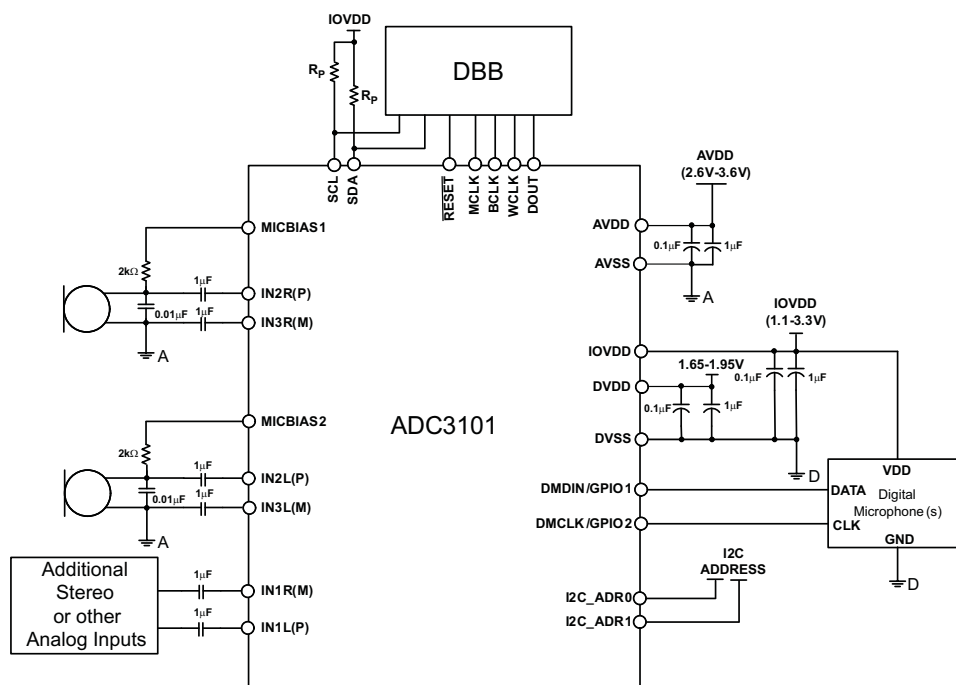 IOVDD
RP
RP
DBB
SCL
SDA
RESET
MCLK
BCLK
WCLK
DOUT
AVDD
(2.6V-3.6V)
MICBIAS1
2kΩ
1μF
IN2R(P)
0.01μF
1μF
IN3R(M)
A
AVDD
0.1μF
1μF
AVSS
A
IOVDD
(1.1-3.3V)
IOVDD
1.65-1.95V
0.1μF
1μF
DVDD
0.1μF
1μF
DVSS
D
MICBIAS2
2kΩ
1μF
IN2L(P)
0.01μF
1μF
IN3L(M)
A
ADC3101
DMDIN/GPIO1
DMCLK/GPIO2
VDD
DATA
Digital
Microphone(s)
CLK
GND
D
Additional
Stereo
or other
Analog Inputs
1μF
IN1R(M)
1μF
IN1L(P)
I2C
ADDRESS
I2C_ADR0
I2C_ADR1